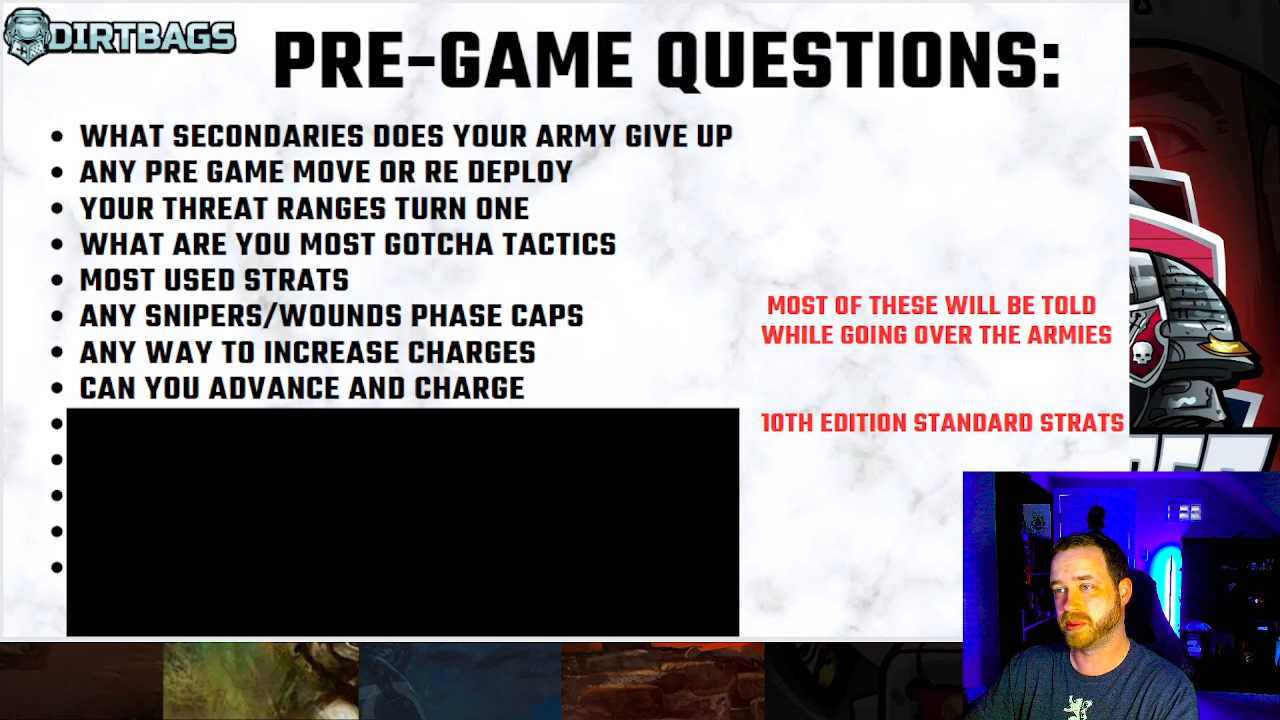 DIRTBAGS
PRE-GAME QUESTIONS:
• WHAT SECONDARIES DOES YOUR ARMY GIVE UP
• ANY PRE GAME MOVE OR RE DEPLOY
• YOUR THREAT RANGES TURN ONE
• WHAT ARE YOU MOST GOTCHA TACTICS
• MOST USED STRATS
• ANY SNIPERS/WOUNDS PHASE CAPS
• ANY WAY TO INCREASE CHARGES
• CAN YOU ADVANCE AND CHARGE
MOST OF THESE WILL BE TOLD
WHILE GOING OVER THE ARMIES
10TH EDITION STANDARD STRATS